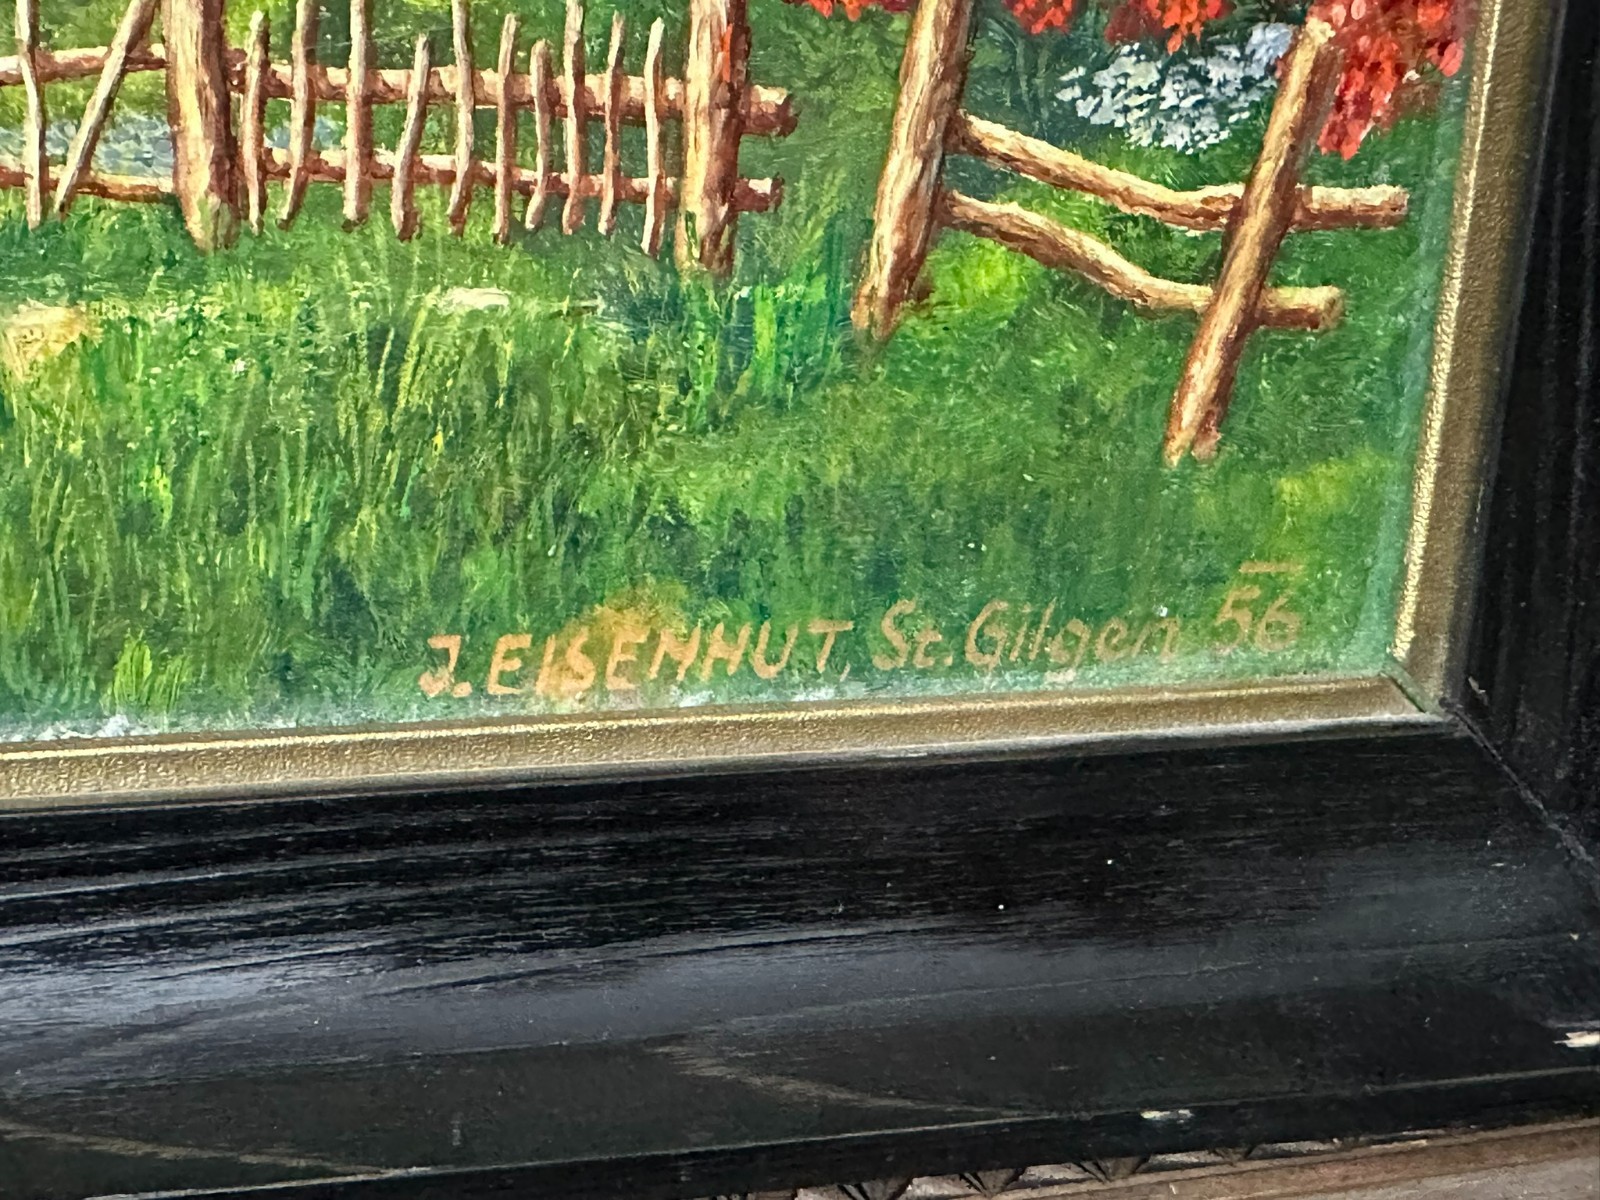 J. EISENHUT, St. Gilgen 56